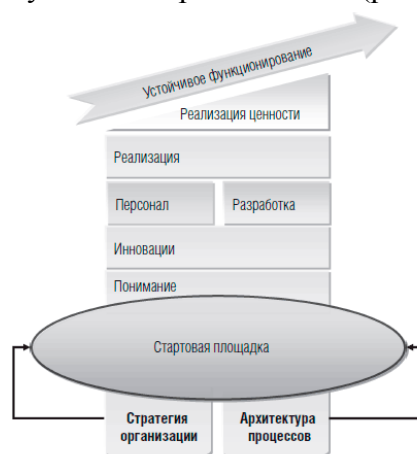 Устойчивое функционирование
Реализация ценности
Реализация
Персонал
Разработка
Инновации
Понимание
Стартовая площадка
Стратегия
организации
Архитектура
процессов